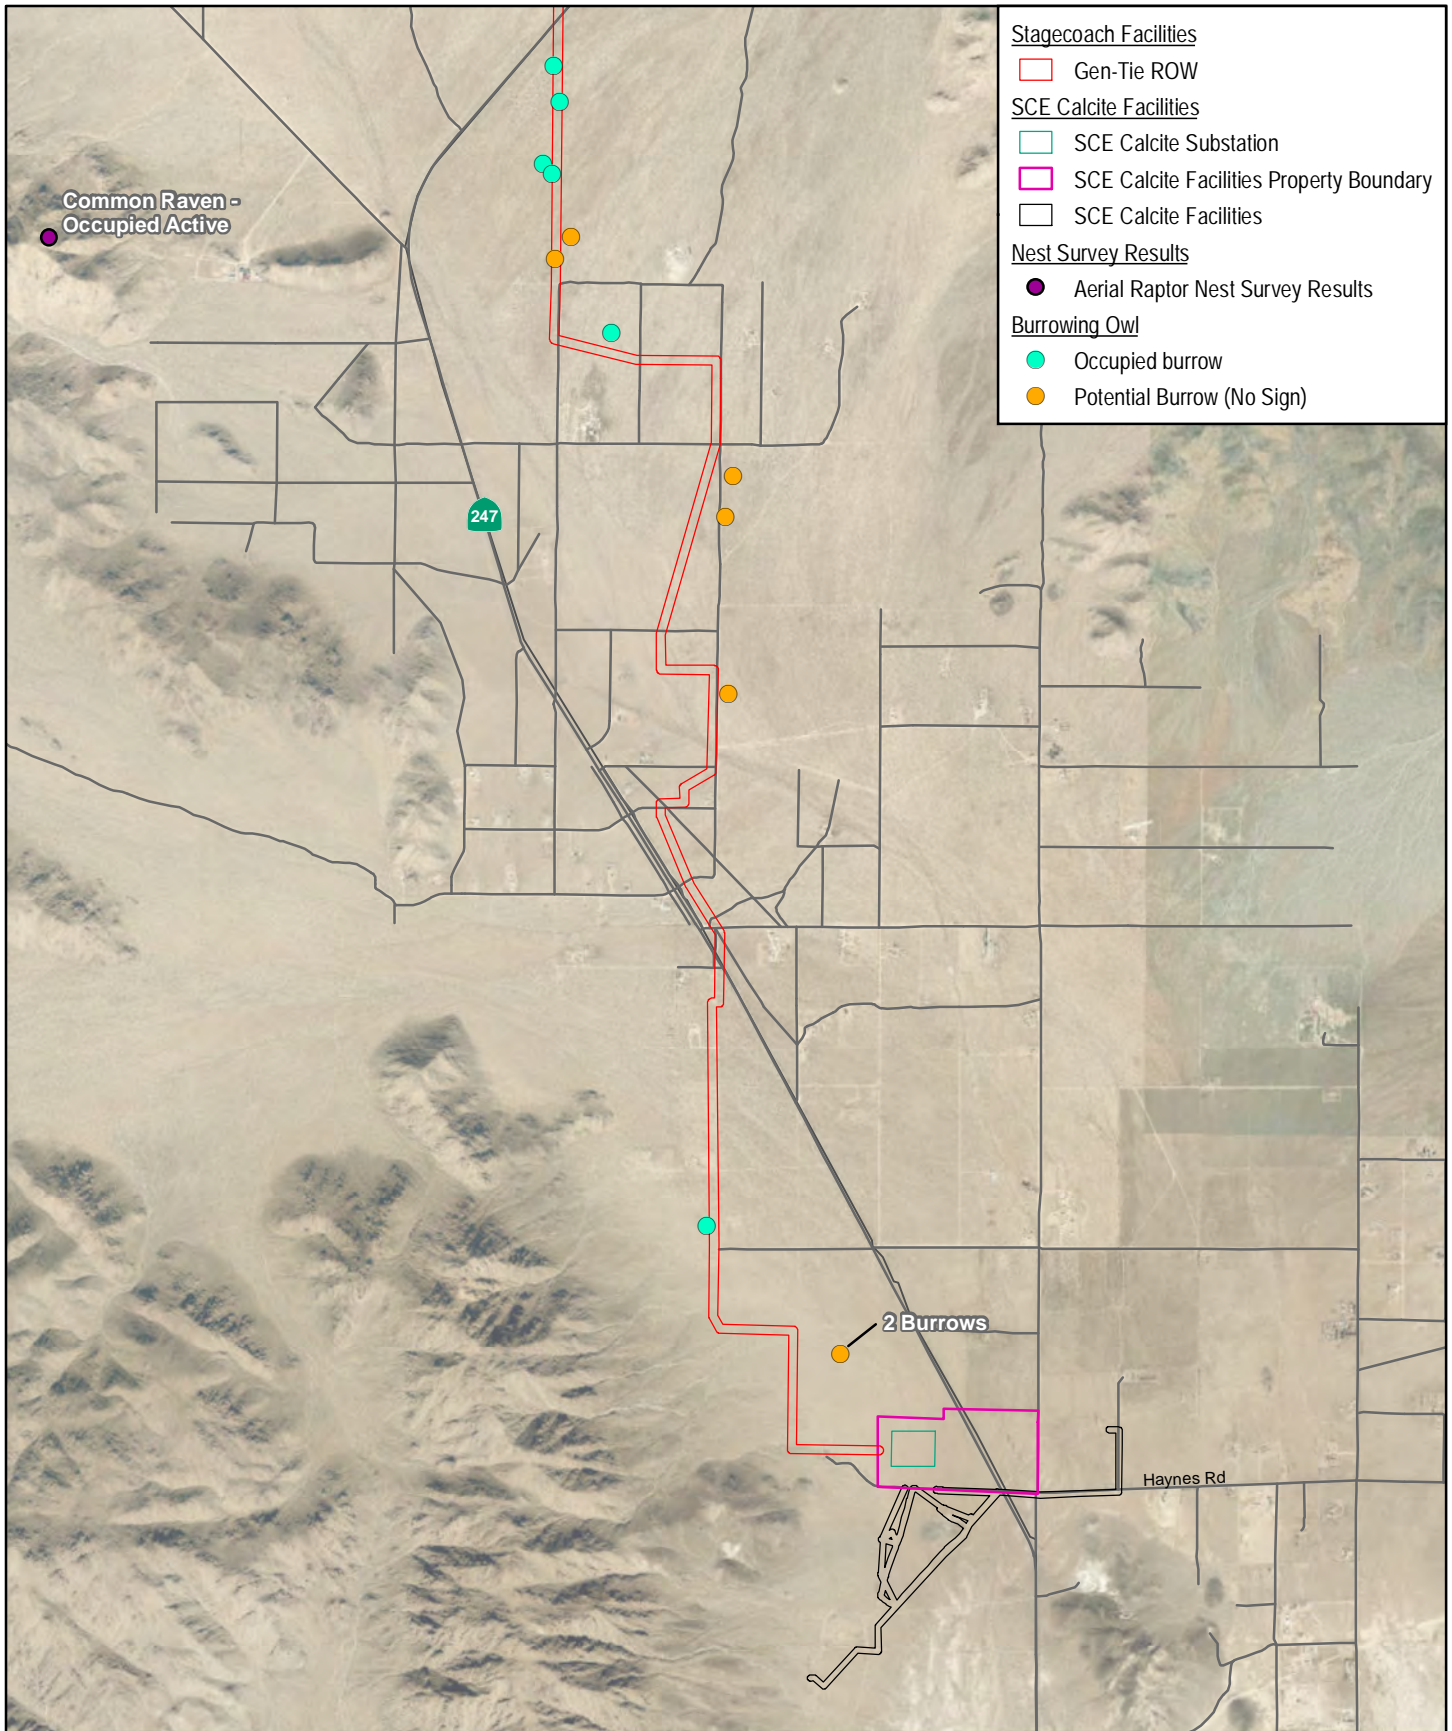 Stagecoach Facilities
Gen-Tie ROW
SCE Calcite Facilities
SCE Calcite Substation
SCE Calcite Facilities Property Boundary
SCE Calcite Facilities
Nest Survey Results
Aerial Raptor Nest Survey Results
Burrowing Owl
Occupied burrow
Potential Burrow (No Sign)
Common Raven -
Occupied Active
247
2 Burrows
Haynes Rd